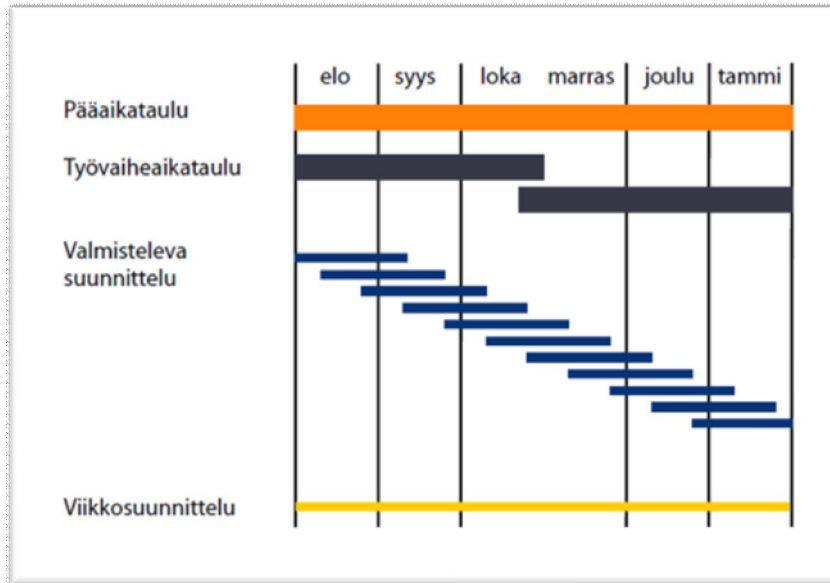 elo syys loka marras joulu tammi
Pääaikataulu
Työvaiheaikataulu
Valmisteleva
suunnittelu
Viikkosuunnittelu